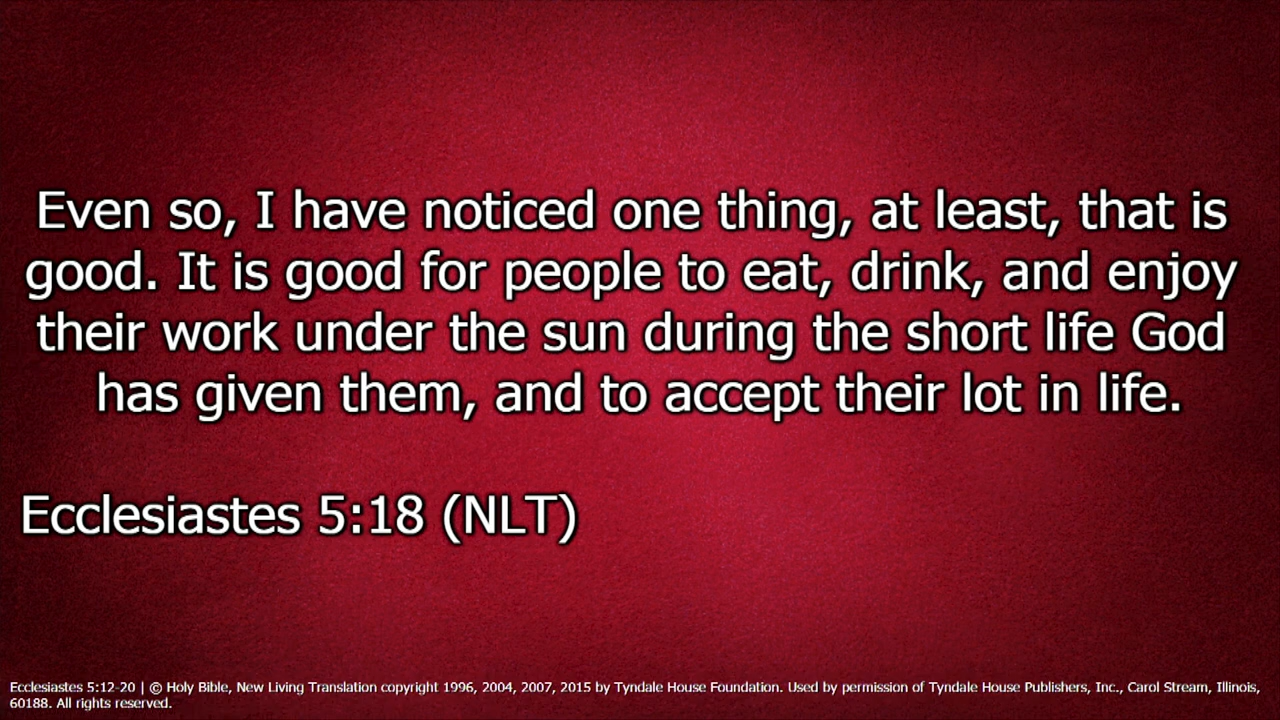 Even so, I have noticed one thing, at least, that is
good. It is good for people to eat, drink, and enjoy
their work under the sun during the short life God
has given them, and to accept their lot in life.
Ecclesiastes 5:18 (NLT)
Ecclesiastes 5:12-20 | © Holy Bible, New Living Translation copyright 1996, 2004, 2007, 2015 by Tyndale House Foundation. Used by permission of Tyndale House Publishers, Inc., Carol Stream, Illinois,
60188. All rights reserved.